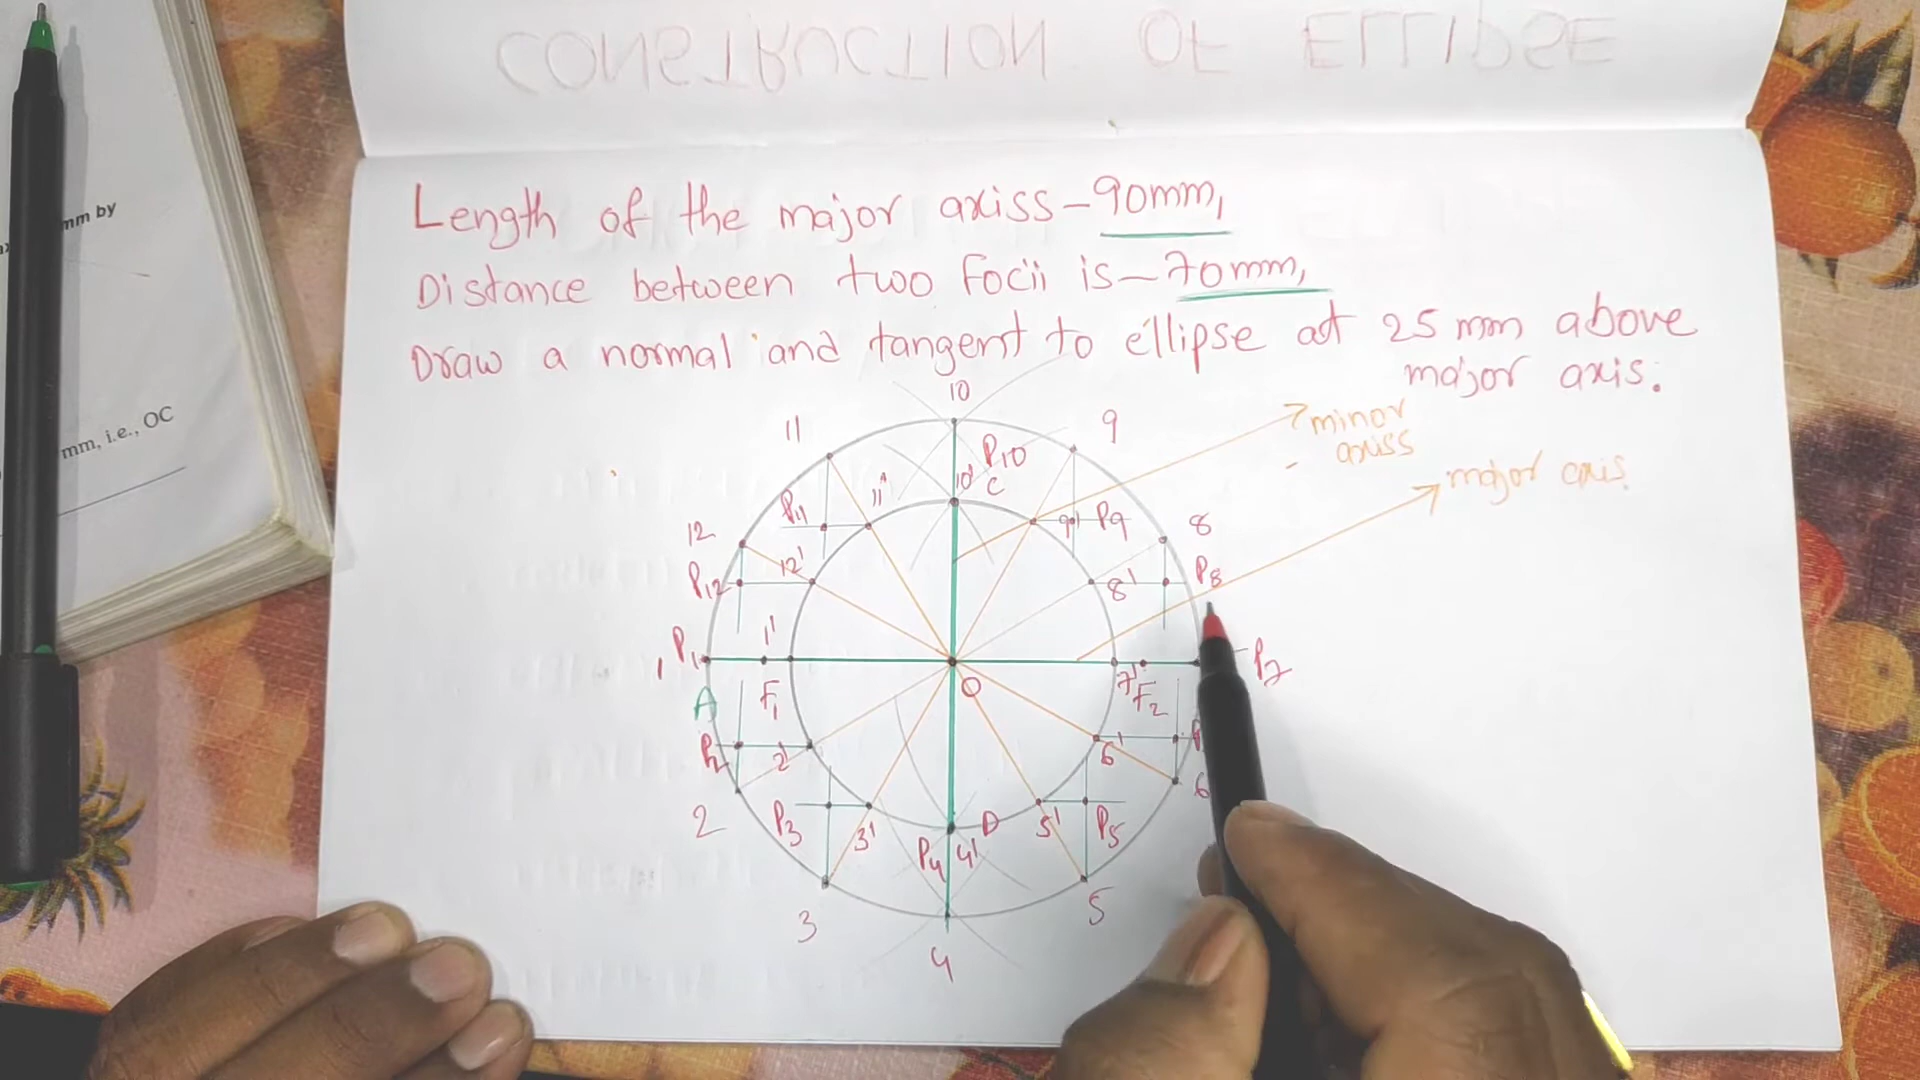 CONSTRUCTION OF ELLIPSE
mm by
mm, i.e., OC
Length of the major axiss-90mm,
Distance between two Focii is-70mm,
Draw a normal and tangent to ellipse at 25 mm above
major axis.
minor
axiss
major axis
10
11
9
P10
10'
C
11'
P11
9'
P9
12
8
12'
P12
8'
P8
1'
P1
1
O
7'
P7
A
F1
F2
P2
2'
6'
6
2
P3
3'
P4
4'
D
5'
P5
3
5
4